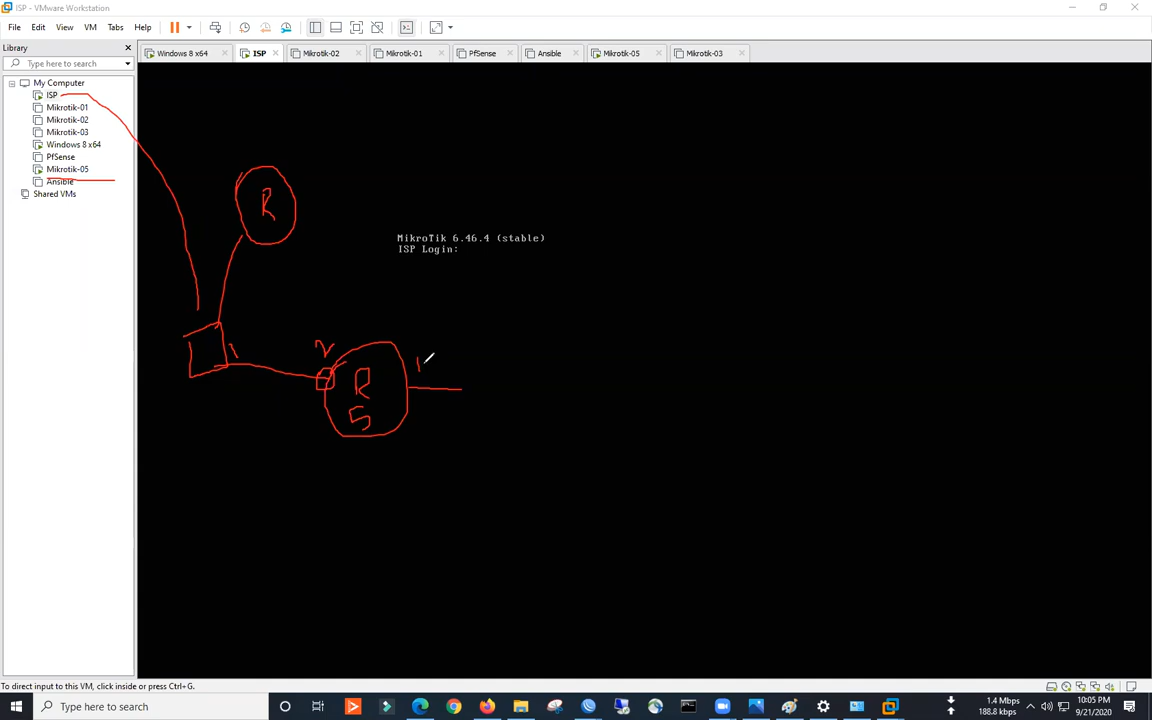 ISP - VMware Workstation
File Edit View VM Tabs Help
Library
Type here to search
My Computer
ISP
Mikrotik-01
Mikrotik-02
Mikrotik-03
Windows 8 x64
PfSense
Mikrotik-05
Ansible
Shared VMs
Windows 8 x64 ISP Mikrotik-02 Mikrotik-01 PfSense Ansible Mikrotik-05 Mikrotik-03
R
MikroTik 6.46.4 (stable)
ISP Login:
1
2
1
R
5
To direct input to this VM, click inside or press Ctrl+G.
Type here to search
1.4 Mbps
188.8 kbps
10:05 PM
9/21/2020